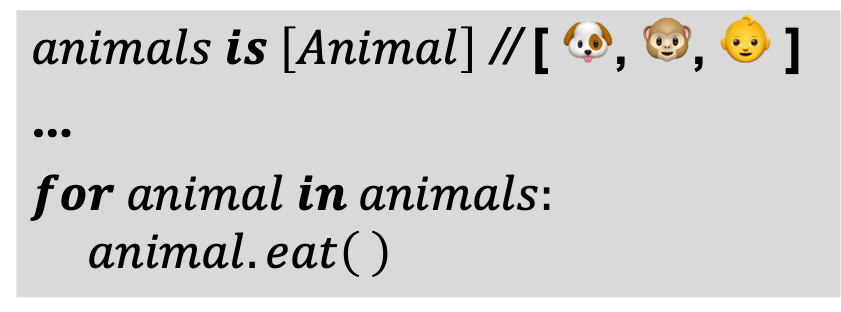 animals is [Animal] // [ 🐶, 🐵, 👶 ]
...
for animal in animals:
animal.eat( )